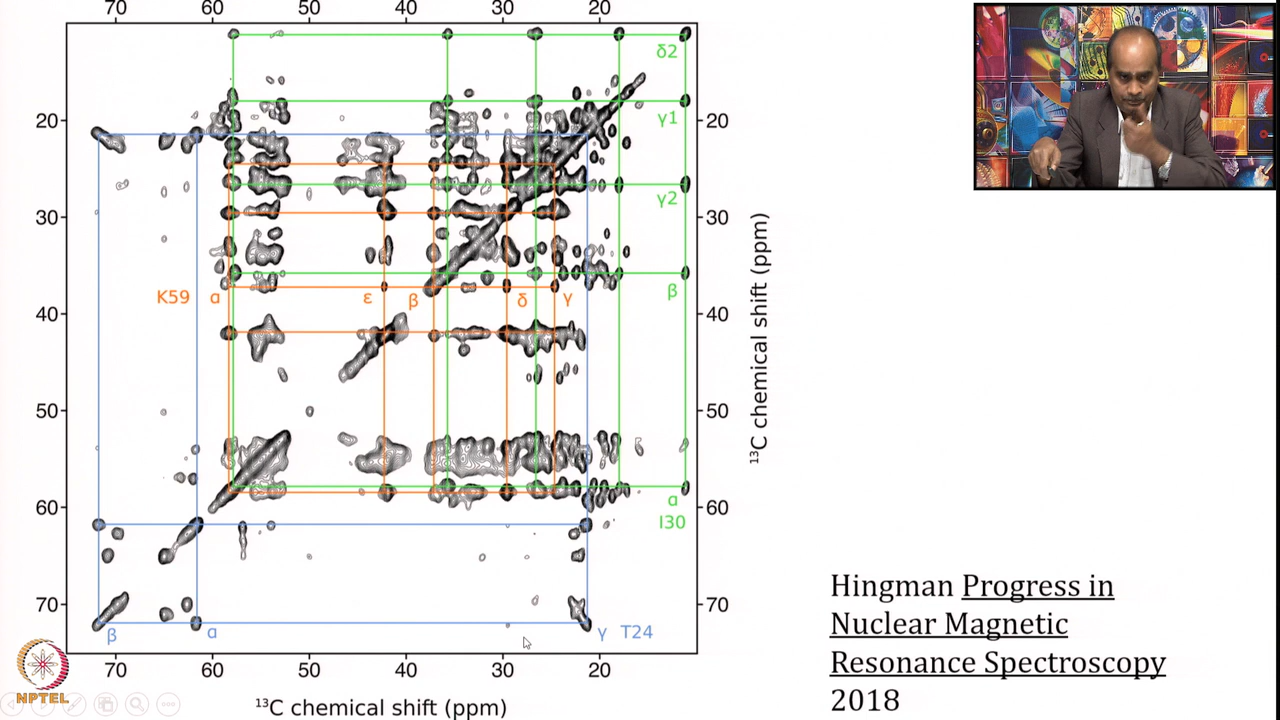 70 60 50 40 30 20
δ2
20 γ1 20
γ2
30 30
K59 α ε β δ γ β
40 40
50 50
α
60 60
I30
70 70
β α γ T24
70 60 50 40 30 20
¹³C chemical shift (ppm)
¹³C chemical shift (ppm)
Hingman Progress in
Nuclear Magnetic
Resonance Spectroscopy
2018
NPTEL